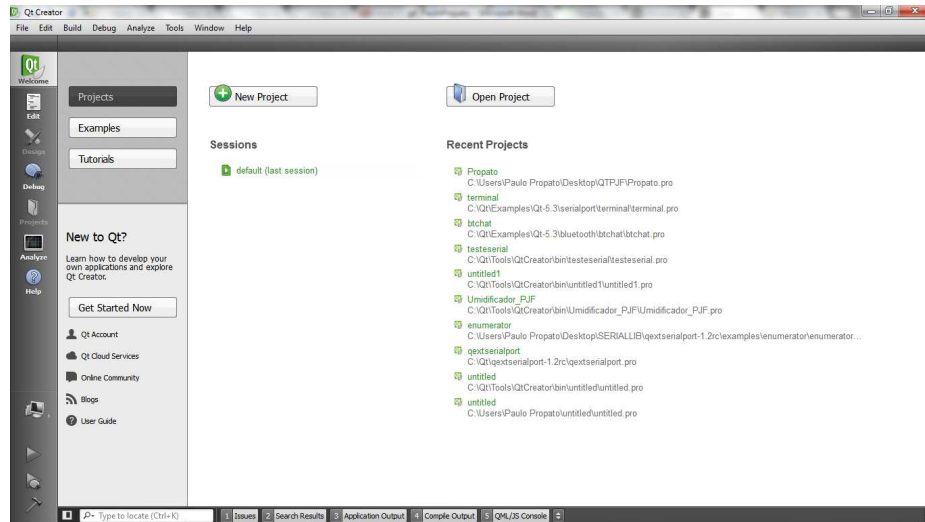 Qt Creator
File Edit Build Debug Analyze Tools Window Help
Qt
Welcome
Edit
Design
Debug
Projects
Analyze
Help
Projects
Examples
Tutorials
New to Qt?
Learn how to develop your
own applications and explore
Qt Creator.
Get Started Now
Qt Account
Qt Cloud Services
Online Community
Blogs
User Guide
New Project
Open Project
Sessions
default (last session)
Recent Projects
Propato
C:\Users\Paulo Propato\Desktop\QTPJF\Propato.pro
terminal
C:\Qt\Examples\Qt-5.3\serialport\terminal\terminal.pro
btchat
C:\Qt\Examples\Qt-5.3\bluetooth\btchat\btchat.pro
testeserial
C:\Qt\Tools\QtCreator\bin\testeserial\testeserial.pro
untitled1
C:\Qt\Tools\QtCreator\bin\untitled1\untitled1.pro
Umidificador_PJF
C:\Qt\Tools\QtCreator\bin\Umidificador_PJF\Umidificador_PJF.pro
enumerator
C:\Users\Paulo Propato\Desktop\SERIALLIB\qextserialport-1.2rc\examples\enumerator\enumerator...
qextserialport
C:\Qt\qextserialport-1.2rc\qextserialport.pro
untitled
C:\Qt\Tools\QtCreator\bin\untitled\untitled.pro
untitled
C:\Users\Paulo Propato\untitled\untitled.pro
Type to locate (Ctrl+K)
1 Issues 2 Search Results 3 Application Output 4 Compile Output 5 QML/JS Console